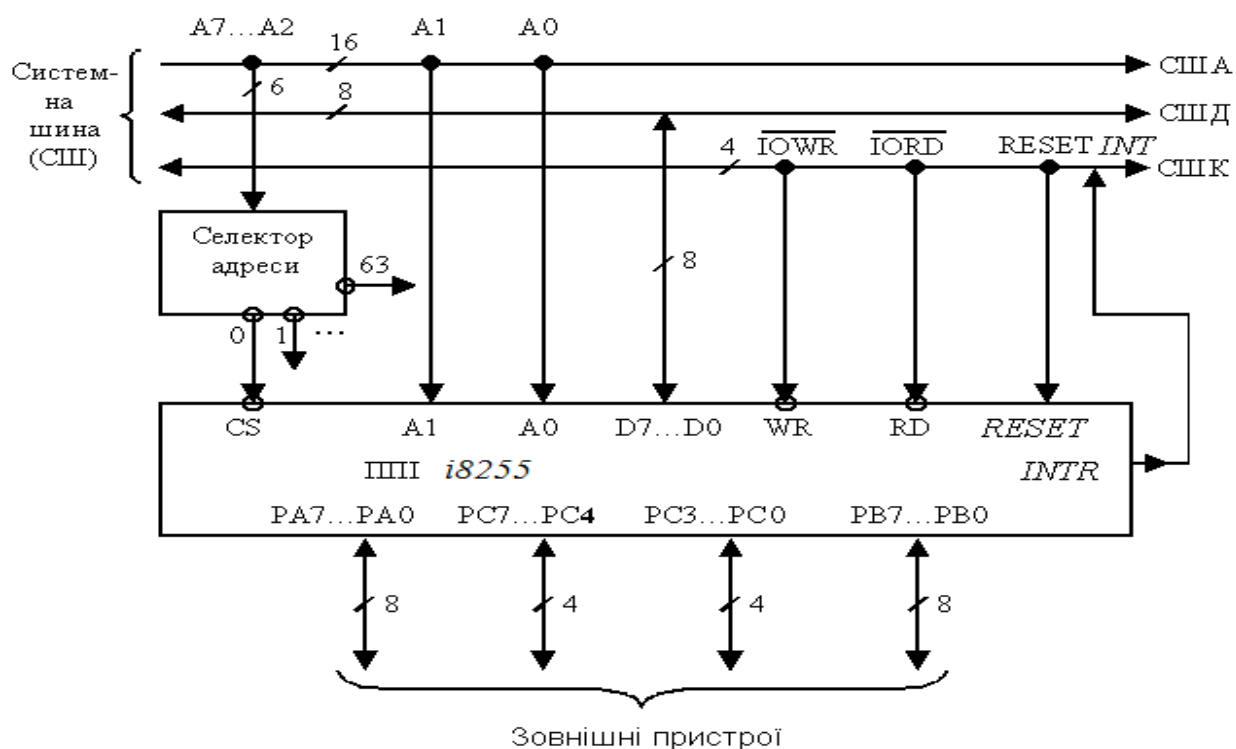 A7...A2 A1 A0
16
Систем-
на
шина
(СШ)
6 8
США
СШД
4 IOWR IORD RESET INT
СШК
Селектор
адреси
63
8
0 1 ...
CS A1 A0 D7...D0 WR RD RESET
ППІ i8255 INTR
PA7...PA0 PC7...PC4 PC3...PC0 PB7...PB0
8 4 4 8
Зовнішні пристрої